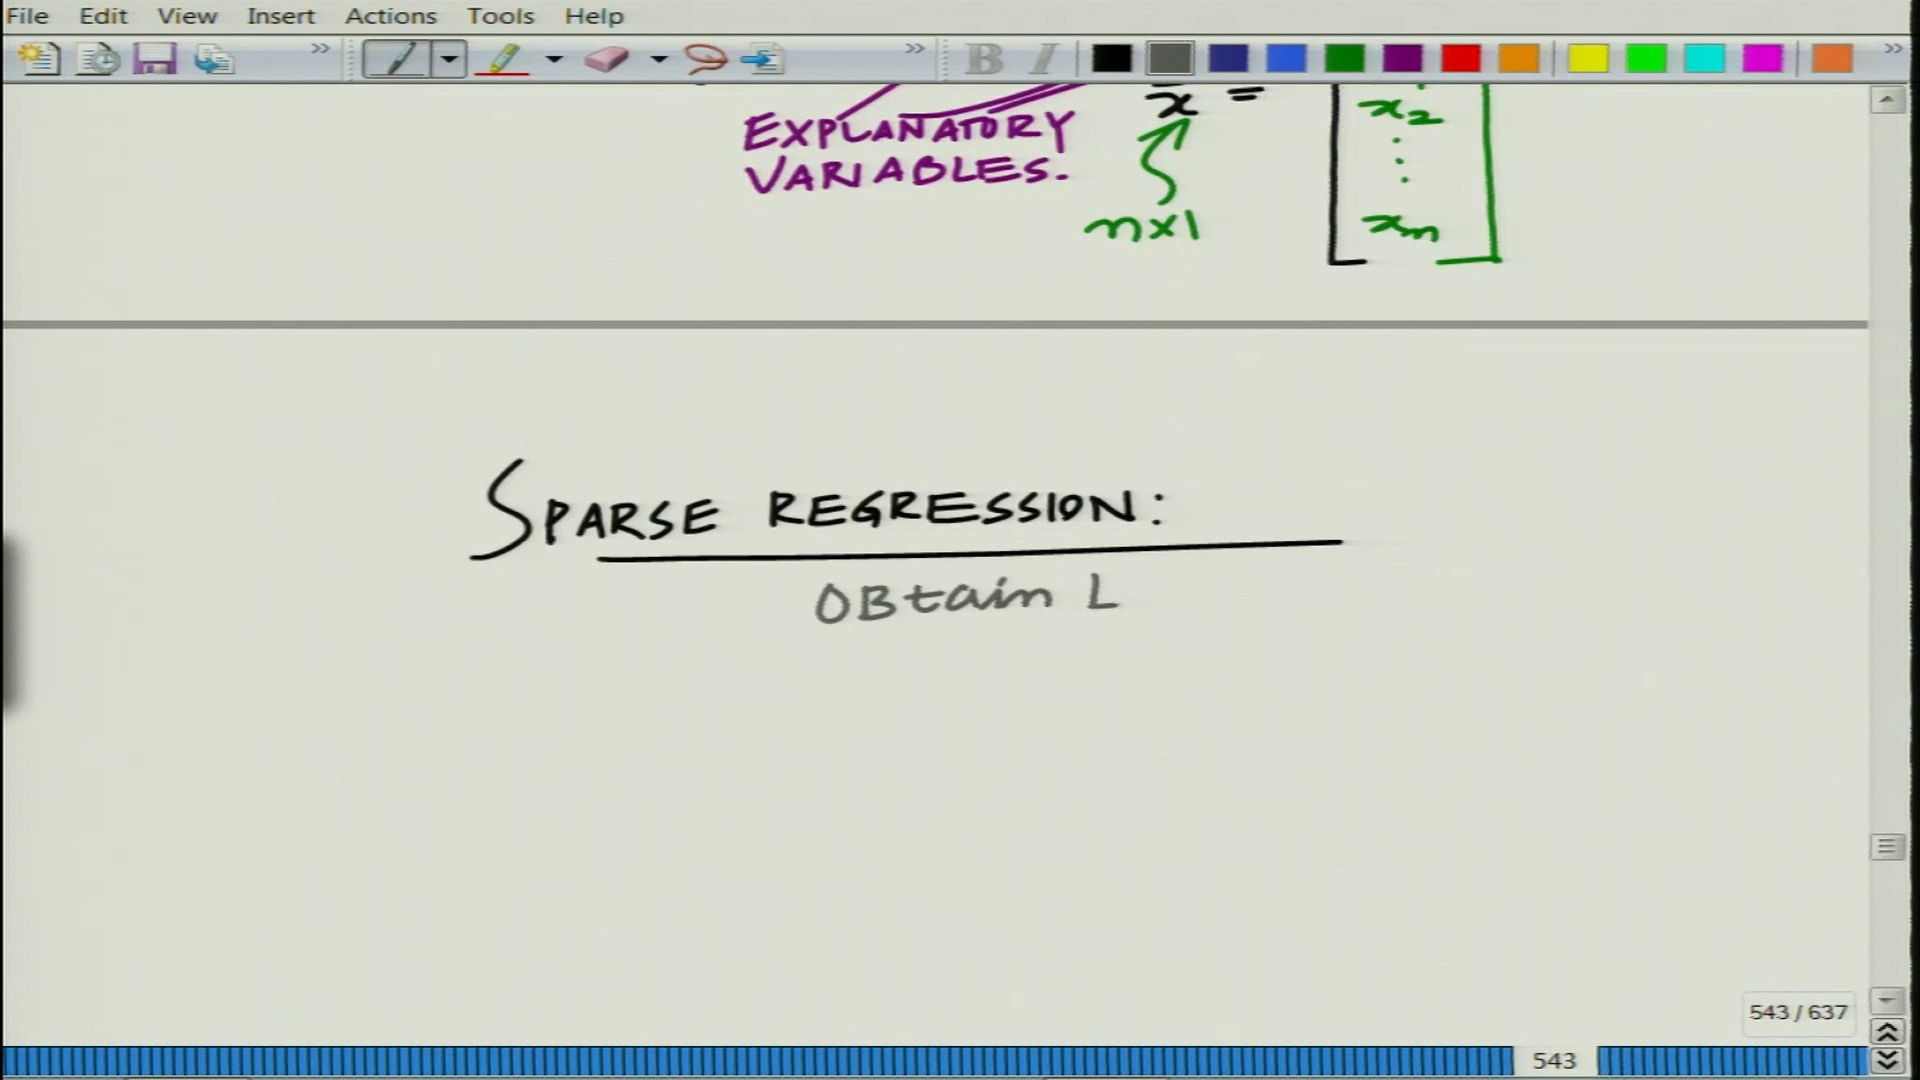 File Edit View Insert Actions Tools Help
B I
x̄ =
x2
EXPLANATORY
VARIABLES.
n×1
xn
SPARSE REGRESSION:
OBtain L
543 / 637
543